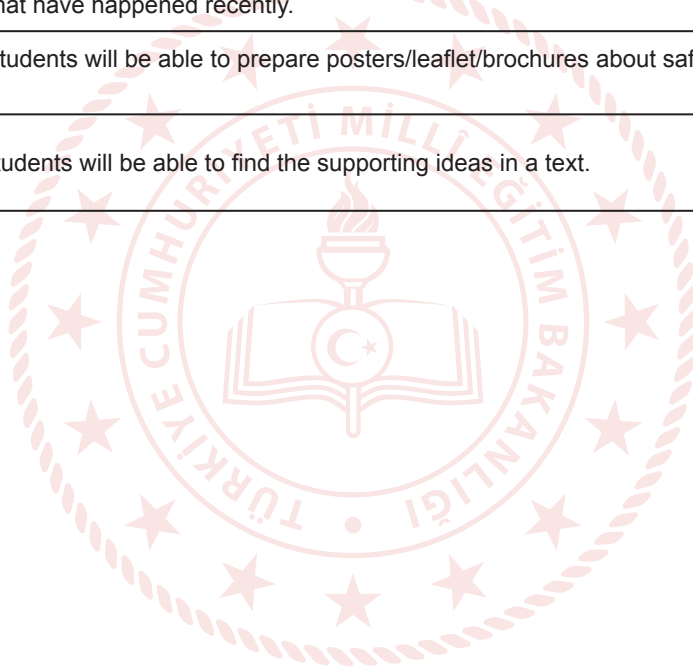 hat have happened recently.
tudents will be able to prepare posters/leaflet/brochures about saf
tudents will be able to find the supporting ideas in a text.
TÜRKİYE CUMHURİYETİ MİLLÎ EĞİTİM BAKANLIĞI